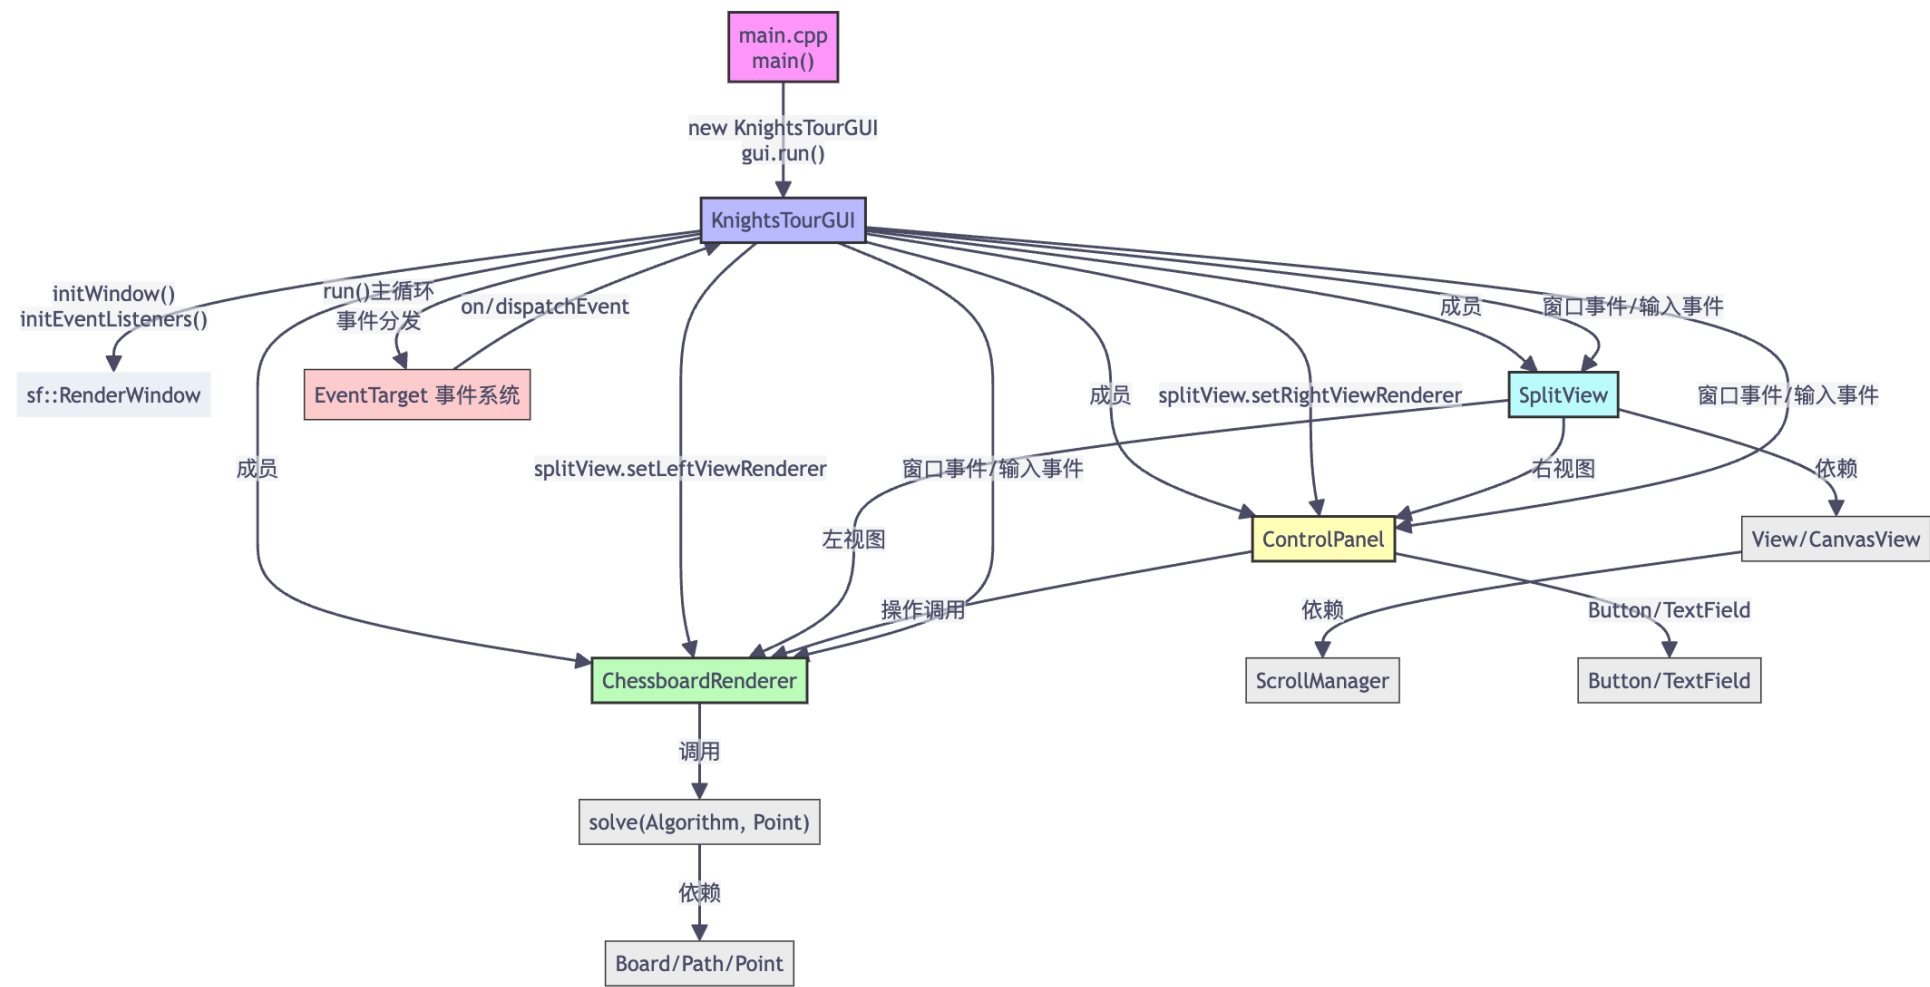 main.cpp
main()
new KnightsTourGUI
gui.run()
KnightsTourGUI
initWindow()
initEventListeners()
run()主循环
事件分发
on/dispatchEvent
成员
窗口事件/输入事件
sf::RenderWindow
EventTarget 事件系统
成员
splitView.setRightViewRenderer
SplitView
窗口事件/输入事件
成员
splitView.setLeftViewRenderer
窗口事件/输入事件
右视图
依赖
左视图
ControlPanel
View/CanvasView
操作调用
依赖
Button/TextField
ChessboardRenderer
ScrollManager
Button/TextField
调用
solve(Algorithm, Point)
依赖
Board/Path/Point